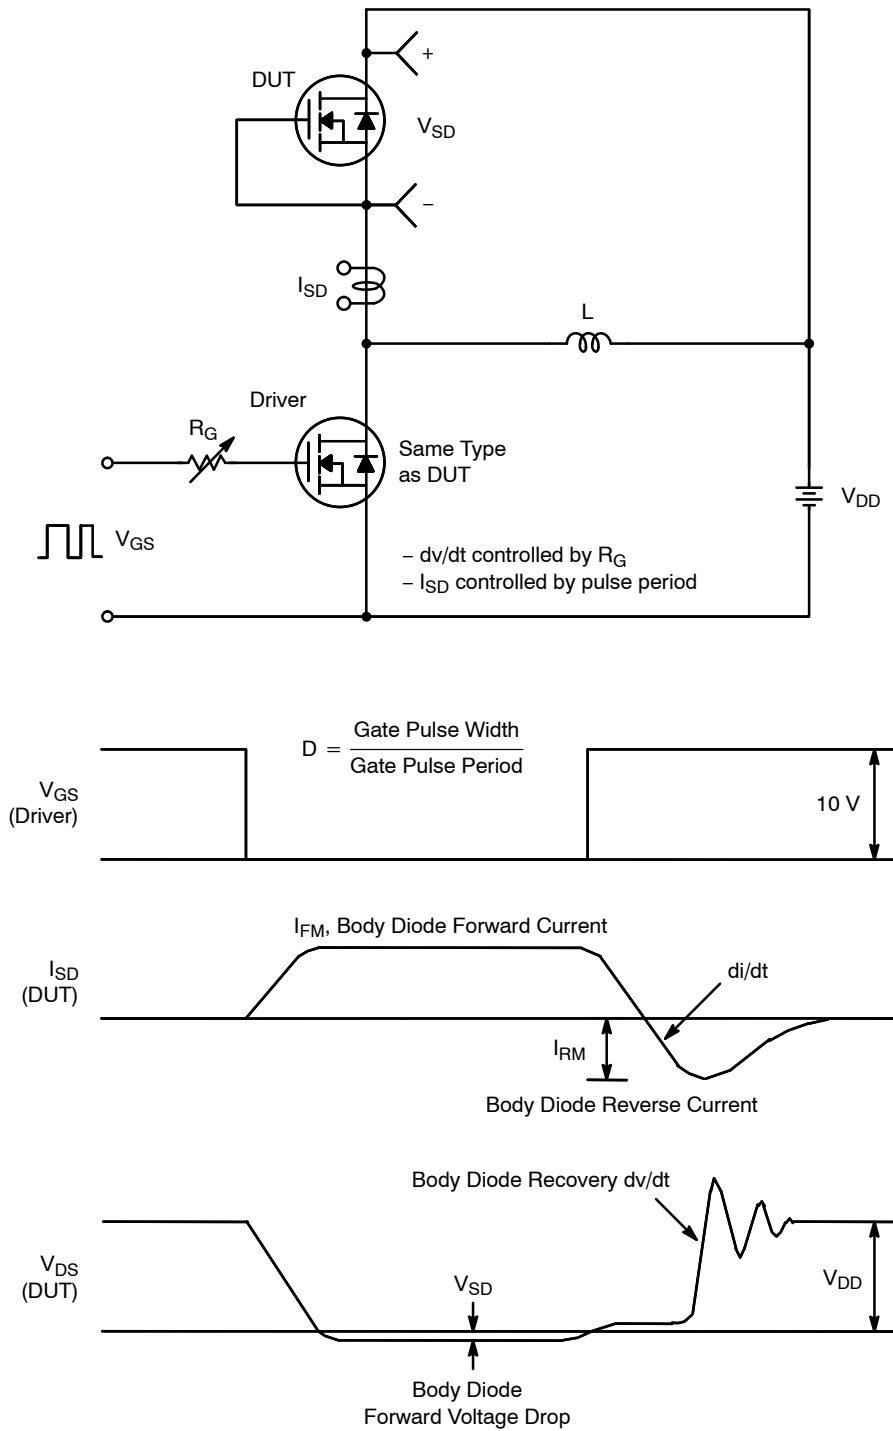 DUT
+
V_SD
–
I_SD
L
Driver
R_G
Same Type
as DUT
V_GS
V_DD
– dv/dt controlled by R_G
– I_SD controlled by pulse period
D = Gate Pulse Width
Gate Pulse Period
V_GS
(Driver)
10 V
I_FM, Body Diode Forward Current
I_SD
(DUT)
di/dt
I_RM
Body Diode Reverse Current
Body Diode Recovery dv/dt
V_DS
(DUT)
V_SD
V_DD
Body Diode
Forward Voltage Drop